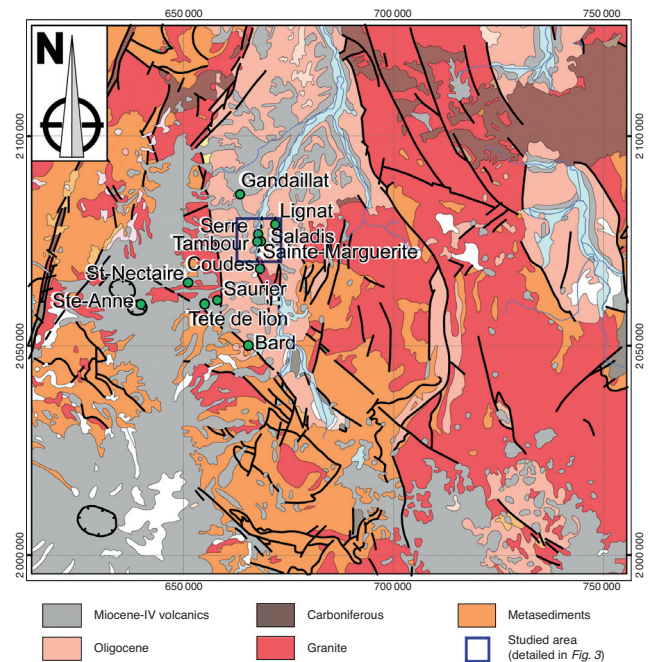 650 000 700 000 750 000
N
2 100 000 2 100 000
Gandaillat
Lignat
Serre
Saladis
Tambour
Sainte-Marguerite
Coudes
St-Nectaire
Saurier
Ste-Anne
Tête de lion
Bard
2 050 000 2 050 000
2 000 000 2 000 000
650 000 700 000 750 000
Miocene-IV volcanics
Carboniferous
Metasediments
Oligocene
Granite
Studied area
(detailed in Fig. 3)